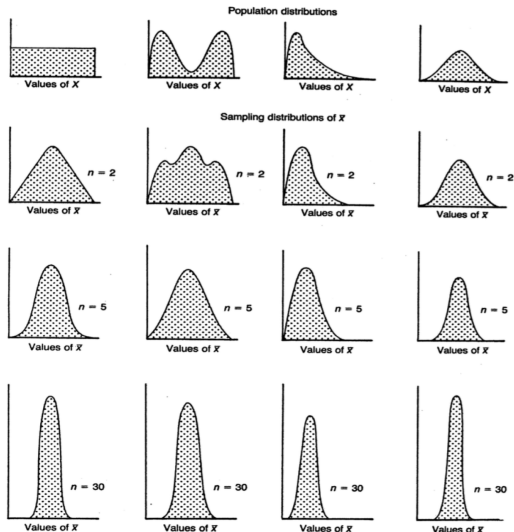 Population distributions
Values of X Values of X Values of X Values of X
Sampling distributions of x̄
n = 2 n = 2 n = 2 n = 2
Values of x̄ Values of x̄ Values of x̄ Values of x̄
n = 5 n = 5 n = 5 n = 5
Values of x̄ Values of x̄ Values of x̄ Values of x̄
n = 30 n = 30 n = 30 n = 30
Values of x̄ Values of x̄ Values of x̄ Values of x̄